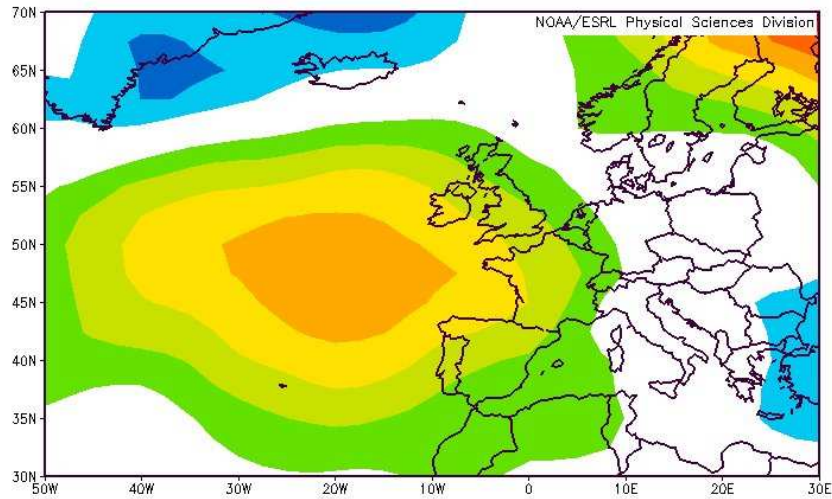 70N
NOAA/ESRL Physical Sciences Division
65N
60N
55N
50N
45N
40N
35N
30N
50W 40W 30W 20W 10W 0 10E 20E 30E